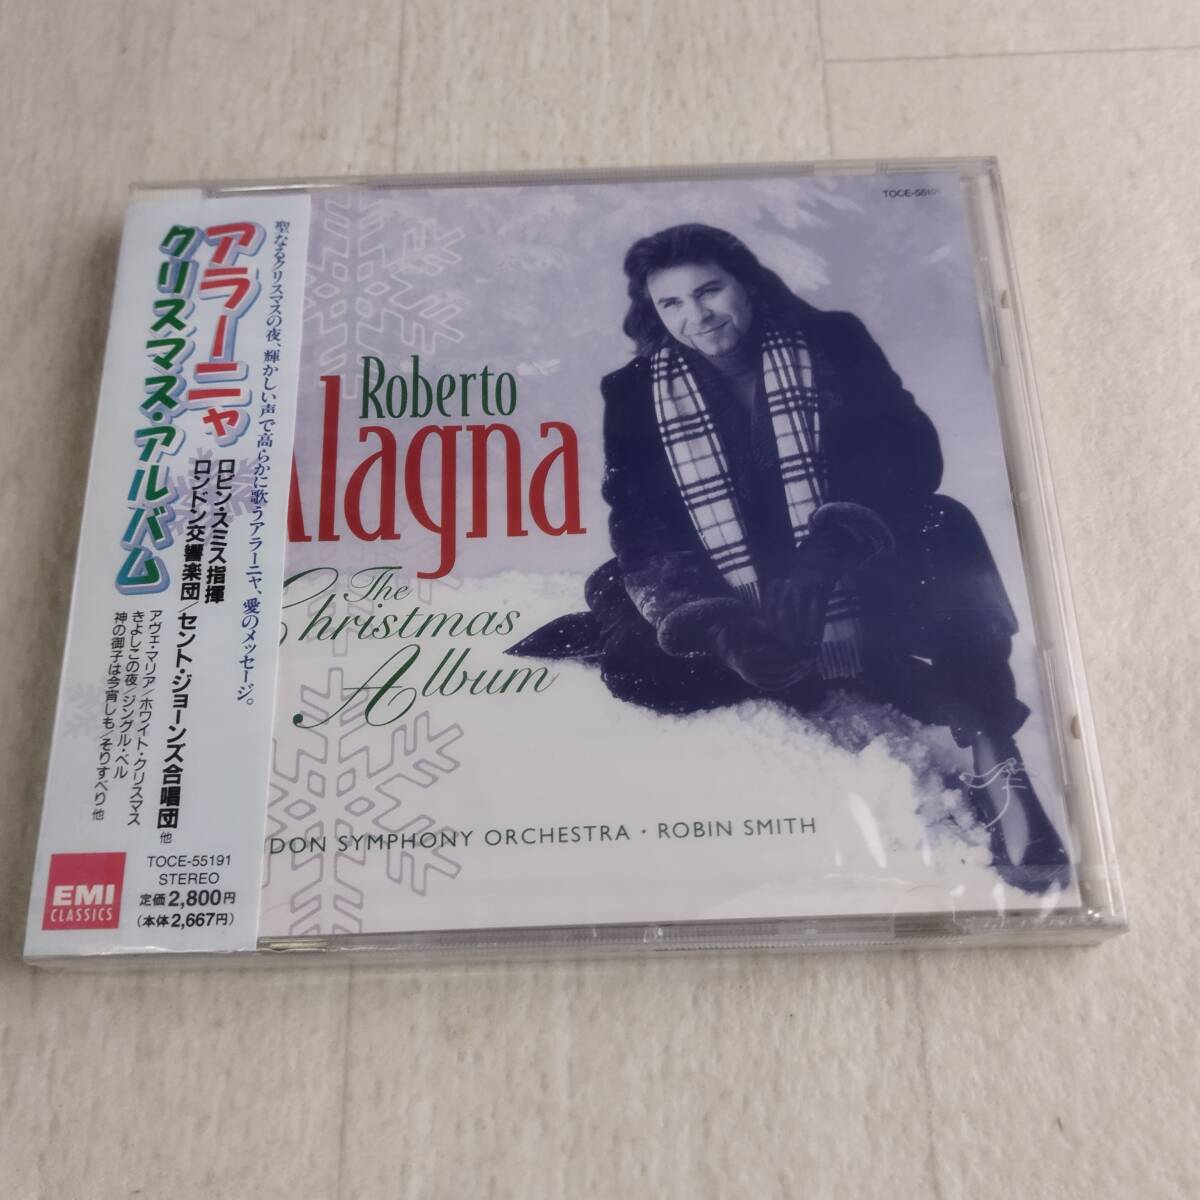 聖なるクリスマスの夜、輝かしい声で高らかに歌うアラーニャ、愛のメッセージ。
アラーニャ
クリスマス・アルバム
ロビン・スミス指揮
ロンドン交響楽団/セント・ジョーンズ合唱団 他
アヴェ・マリア/ホワイト・クリスマス
きよしこの夜/ジングル・ベル
神の御子は今宵しも/そりすべり 他
EMI
CLASSICS
TOCE-55191
STEREO
定価2,800円
(本体2,667円)
TOCE-55191
Roberto
Alagna
The
Christmas
Album
DON SYMPHONY ORCHESTRA · ROBIN SMITH